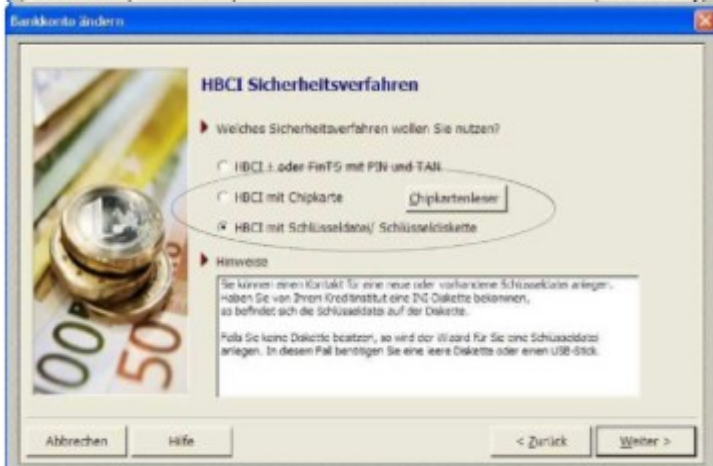 Bankkonto ändern
HBCI Sicherheitsverfahren
Welches Sicherheitsverfahren wollen Sie nutzen?
HBCI + oder FinTS mit PIN und TAN
HBCI mit Chipkarte
Chipkartenleser
HBCI mit Schlüsseldatei/ Schlüsseldiskette
Hinweise
Sie können einen Kontakt für eine neue oder vorhandene Schlüsseldatei anlegen.
Haben Sie von Ihrem Kreditinstitut eine INI-Diskette bekommen,
so befindet sich die Schlüsseldatei auf der Diskette.
Falls Sie keine Diskette besitzen, so wird der Wizard für Sie eine Schlüsseldatei
anlegen. In diesem Fall benötigen Sie eine leere Diskette oder einen USB-Stick.
Abbrechen
Hilfe
< Zurück
Weiter >